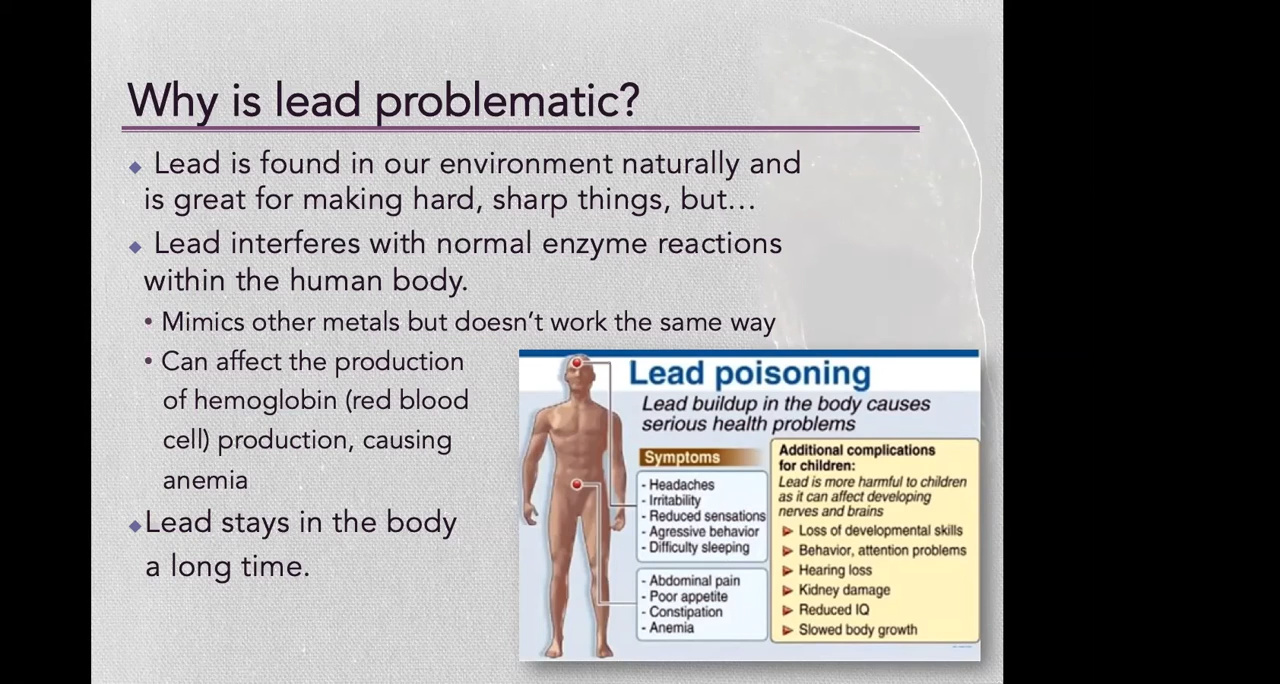 Why is lead problematic?
◆ Lead is found in our environment naturally and
is great for making hard, sharp things, but…
◆ Lead interferes with normal enzyme reactions
within the human body.
• Mimics other metals but doesn’t work the same way
• Can affect the production
of hemoglobin (red blood
cell) production, causing
anemia
◆Lead stays in the body
a long time.
Lead poisoning
Lead buildup in the body causes
serious health problems
Symptoms
- Headaches
- Irritability
- Reduced sensations
- Agressive behavior
- Difficulty sleeping
- Abdominal pain
- Poor appetite
- Constipation
- Anemia
Additional complications
for children:
Lead is more harmful to children
as it can affect developing
nerves and brains
Loss of developmental skills
Behavior, attention problems
Hearing loss
Kidney damage
Reduced IQ
Slowed body growth